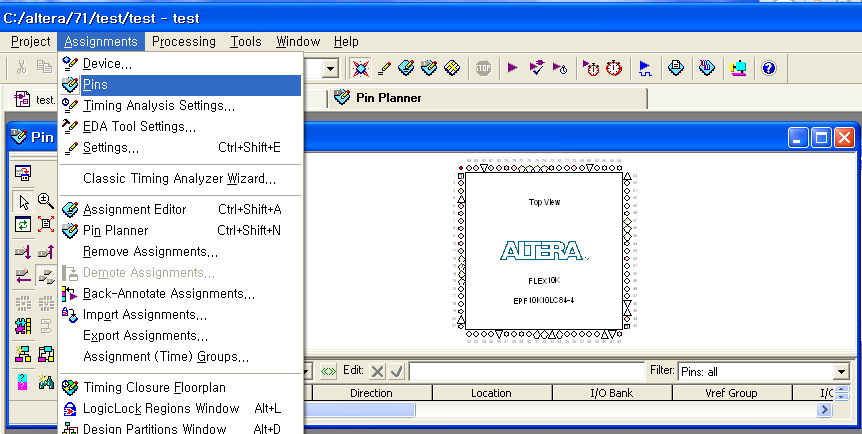 C:/altera/71/test/test - test
Project Assignments Processing Tools Window Help
Device...
Pins
Timing Analysis Settings...
EDA Tool Settings...
Settings... Ctrl+Shift+E
Classic Timing Analyzer Wizard...
Assignment Editor Ctrl+Shift+A
Pin Planner Ctrl+Shift+N
Remove Assignments...
Demote Assignments...
Back-Annotate Assignments...
Import Assignments...
Export Assignments...
Assignment (Time) Groups...
Timing Closure Floorplan
LogicLock Regions Window Alt+L
Design Partitions Window Alt+D
STOP
test.
Pin Planner
Pin
Top View
ALTERA
FLEX10K
EPF10K10LC84-4
Edit:
Filter: Pins: all
Direction Location I/O Bank Vref Group I/C